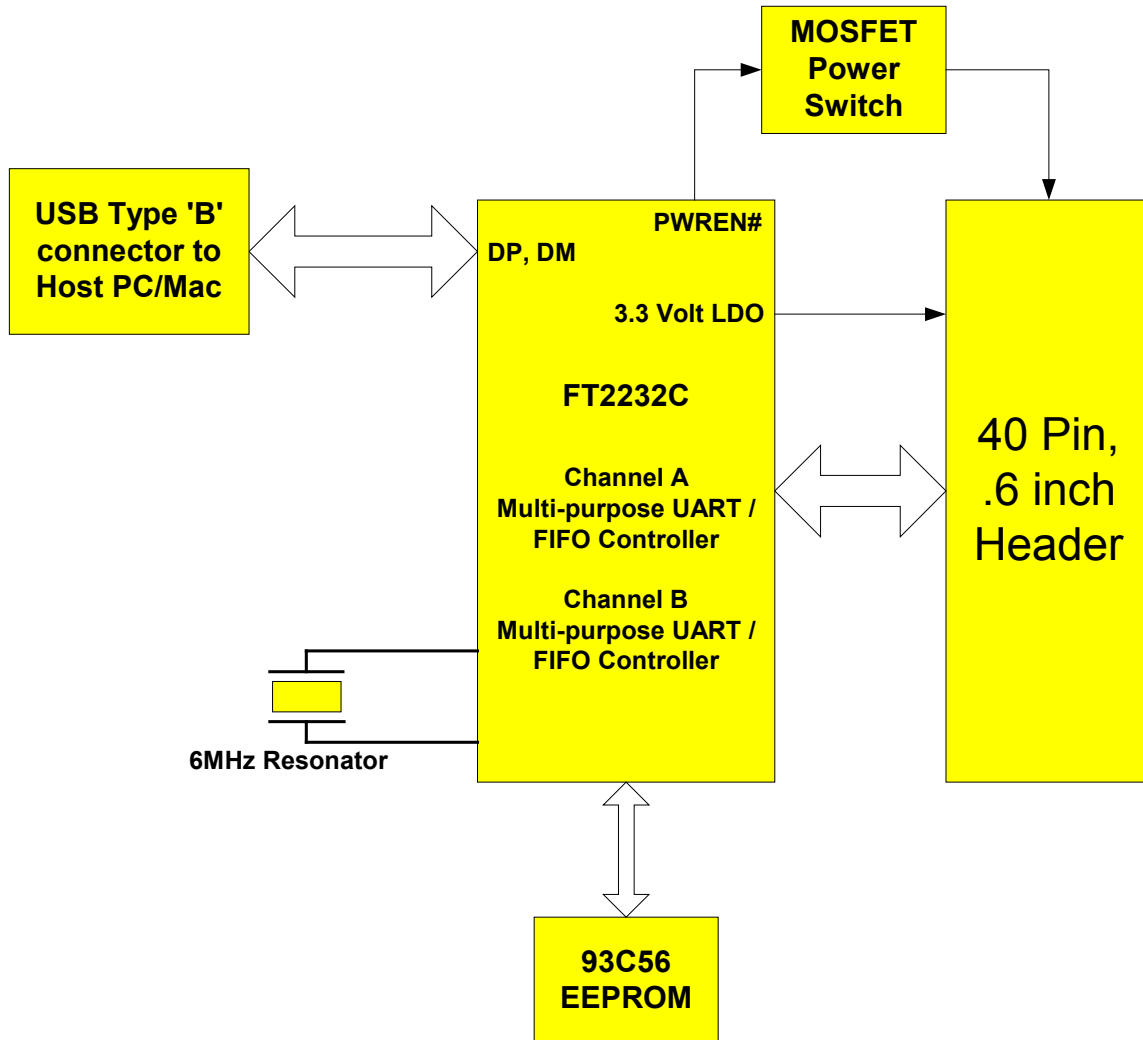 MOSFET
Power
Switch
USB Type 'B'
connector to
Host PC/Mac
PWREN#
DP, DM
3.3 Volt LDO
FT2232C
Channel A
Multi-purpose UART /
FIFO Controller
Channel B
Multi-purpose UART /
FIFO Controller
40 Pin,
.6 inch
Header
6MHz Resonator
93C56
EEPROM